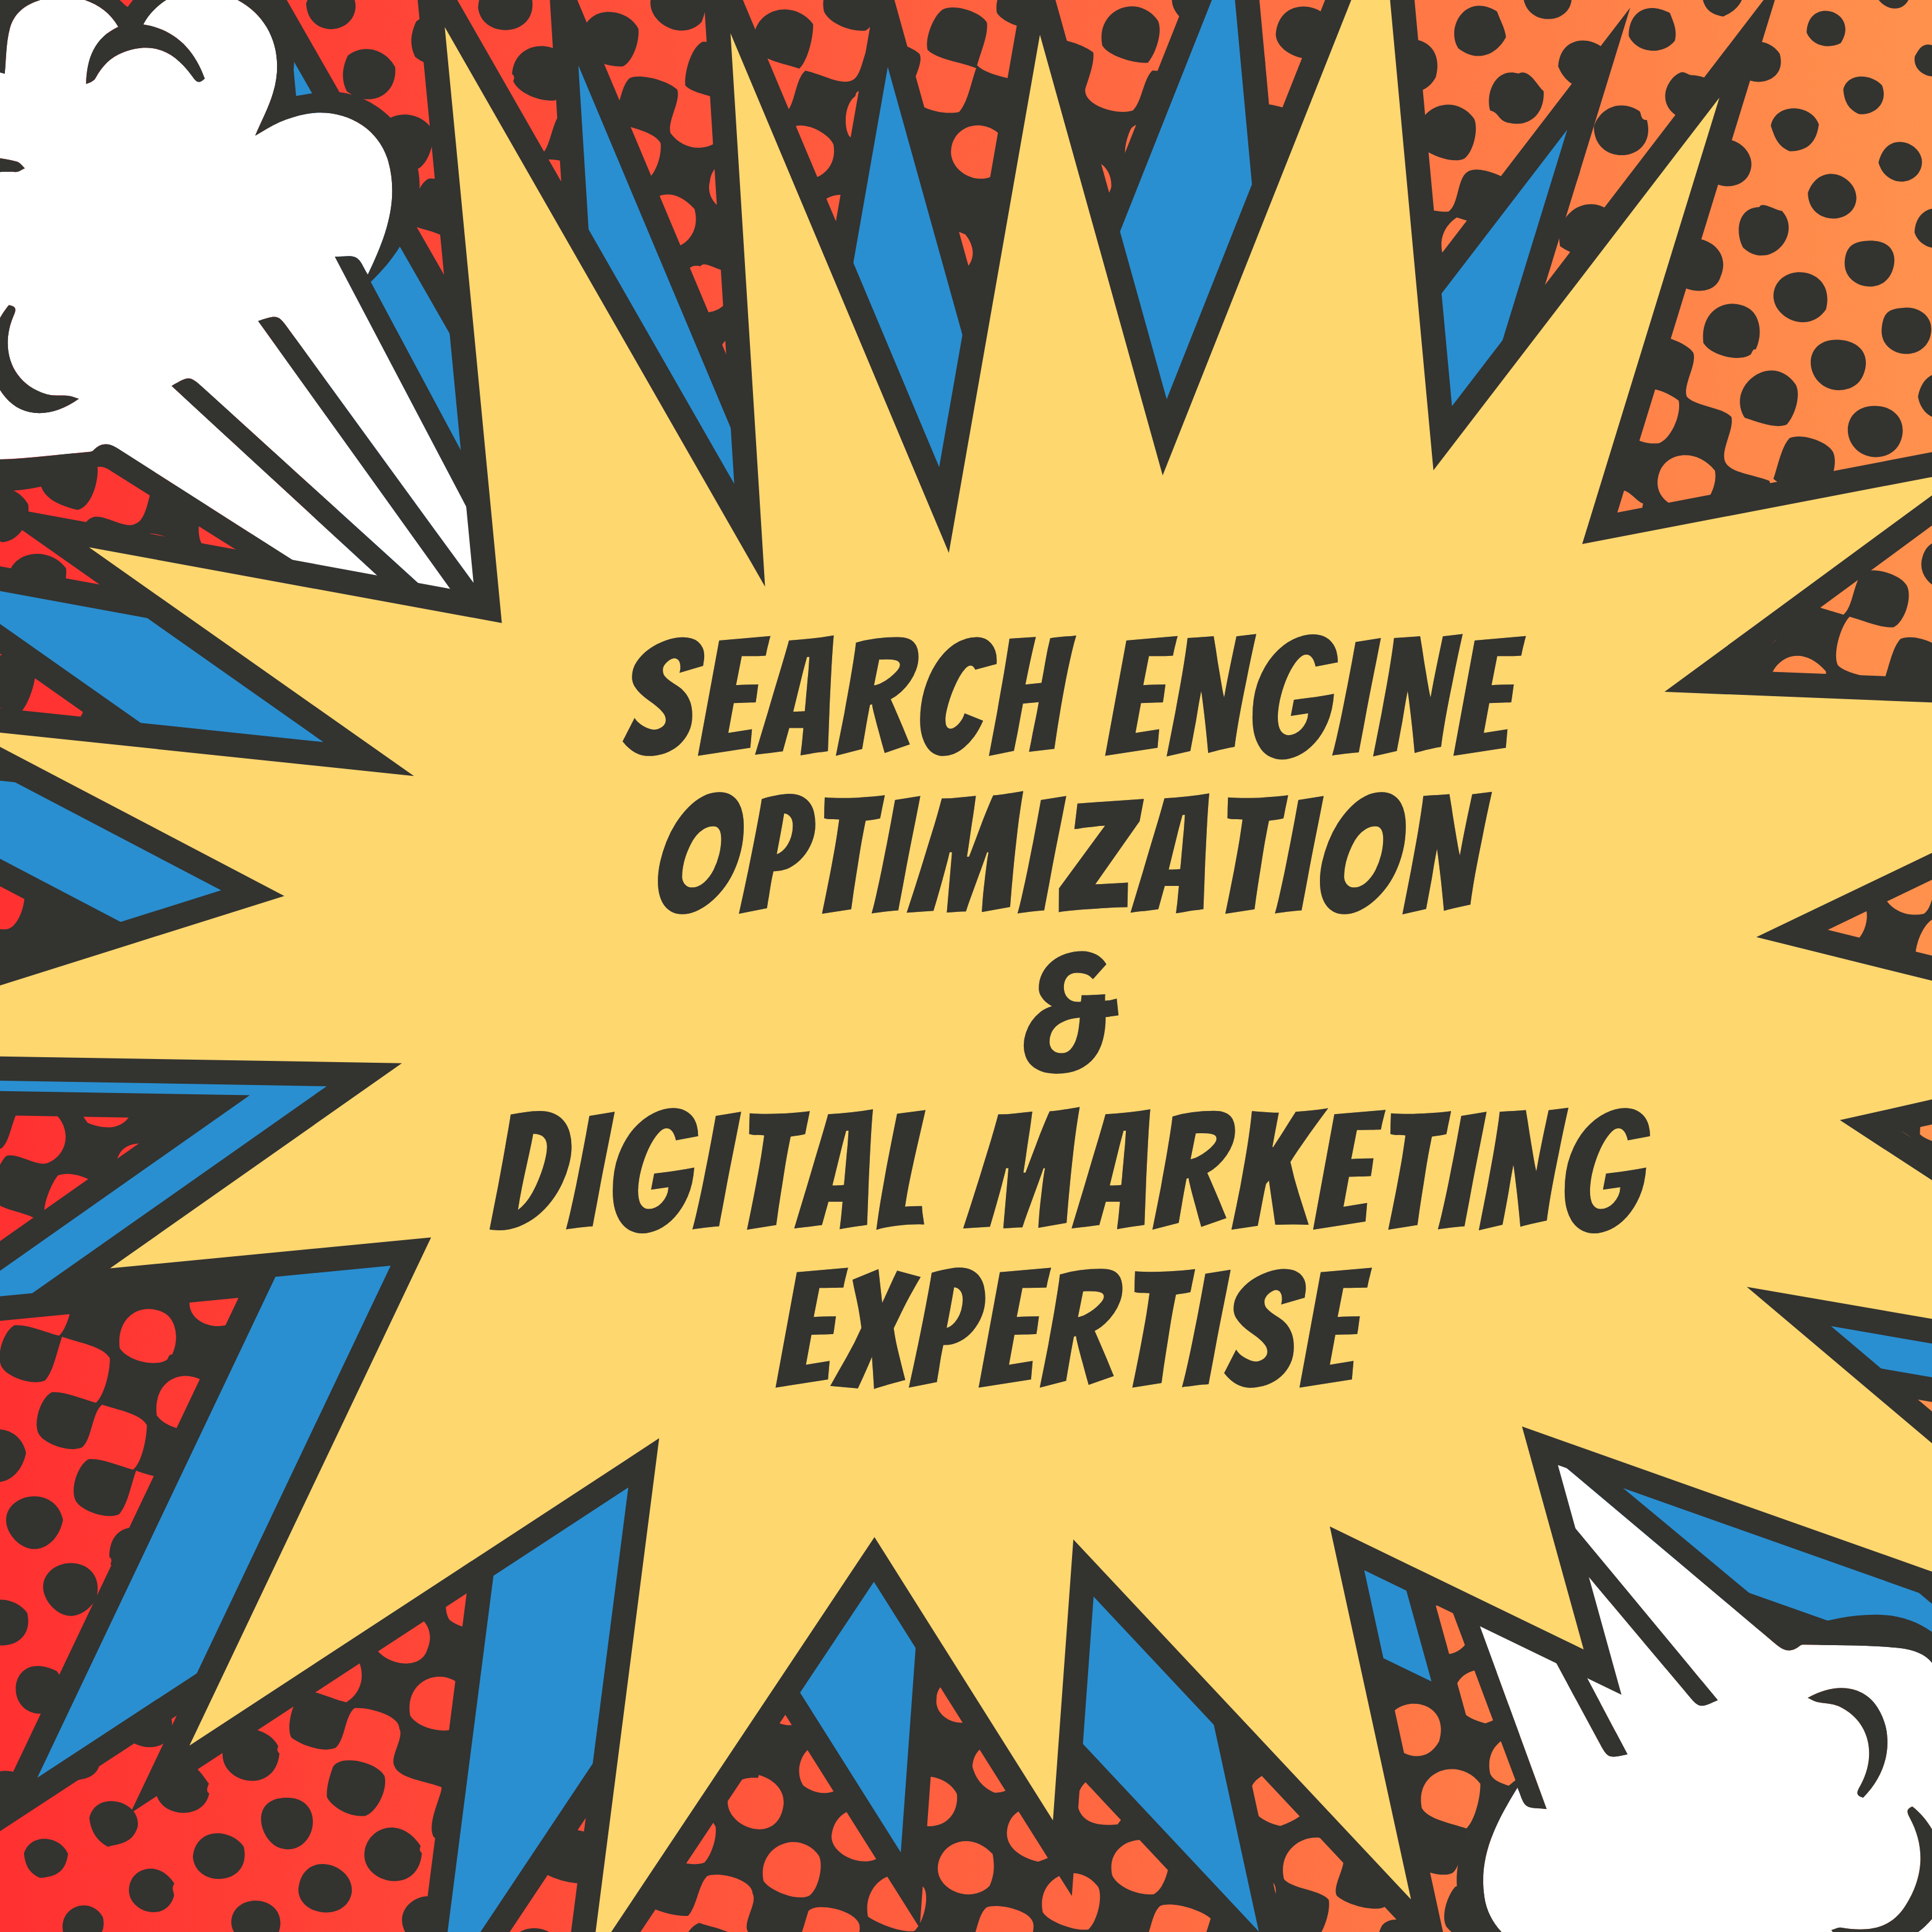 SEARCH ENGINE
OPTIMIZATION
&
DIGITAL MARKETING
EXPERTISE